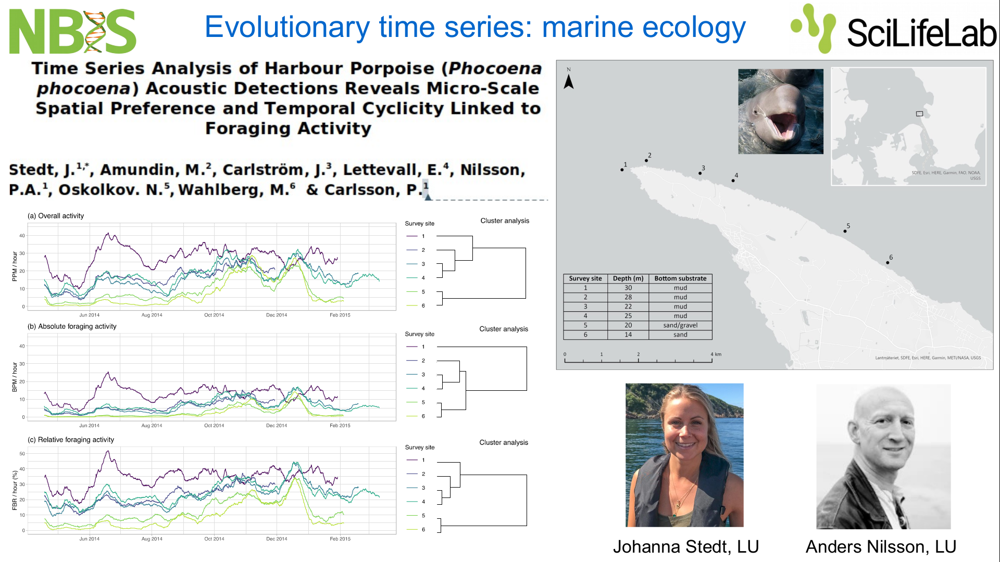 NBIS
Evolutionary time series: marine ecology
SciLifeLab
Time Series Analysis of Harbour Porpoise (Phocoena
phocoena) Acoustic Detections Reveals Micro-Scale
Spatial Preference and Temporal Cyclicity Linked to
Foraging Activity
Stedt, J.1,*, Amundin, M.2, Carlström, J.3, Lettevall, E.4, Nilsson,
P.A.1, Oskolkov. N.5, Wahlberg, M.6 & Carlsson, P.1
(a) Overall activity
PPM / hour
40
30
20
10
0
Jun 2014 Aug 2014 Oct 2014 Dec 2014 Feb 2015
Survey site
1
2
3
4
5
6
Cluster analysis
(b) Absolute foraging activity
BPM / hour
40
30
20
10
0
Jun 2014 Aug 2014 Oct 2014 Dec 2014 Feb 2015
Survey site
1
2
3
4
5
6
Cluster analysis
(c) Relative foraging activity
FBR / hour (%)
50
40
30
20
10
0
Jun 2014 Aug 2014 Oct 2014 Dec 2014 Feb 2015
Survey site
1
2
3
4
5
6
Cluster analysis
N
SDFE, Esri, HERE, Garmin, FAO, NOAA,
USGS
1
2
3
4
5
6
Survey site Depth (m) Bottom substrate
1 30 mud
2 28 mud
3 22 mud
4 25 mud
5 20 sand/gravel
6 14 sand
0 1 2 4 km
Lantmäteriet, SDFE, Esri, HERE, Garmin, METI/NASA, USGS
Johanna Stedt, LU
Anders Nilsson, LU